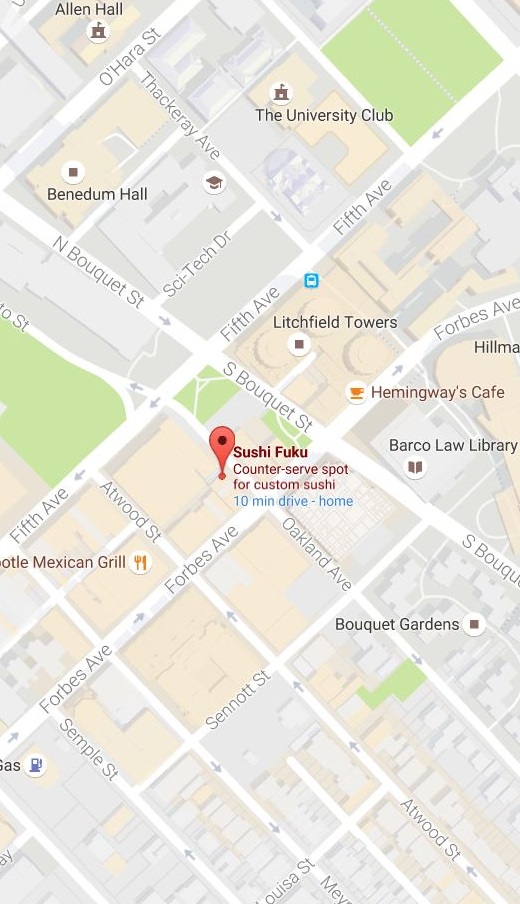 Allen Hall
O'Hara St
Thackeray Ave
The University Club
Benedum Hall
Fifth Ave
N Bouquet St
Sci-Tech Dr
Fifth Ave
Forbes Ave
to St
Litchfield Towers
Hillma
S Bouquet St
Hemingway's Cafe
Sushi Fuku
Counter-serve spot
for custom sushi
10 min drive - home
Barco Law Library
Atwood St
Fifth Ave
Oakland Ave
S Bouque
otle Mexican Grill
Forbes Ave
Bouquet Gardens
Forbes Ave
Sennott St
Semple St
Gas
Atwood St
ay
Louisa St
Mey